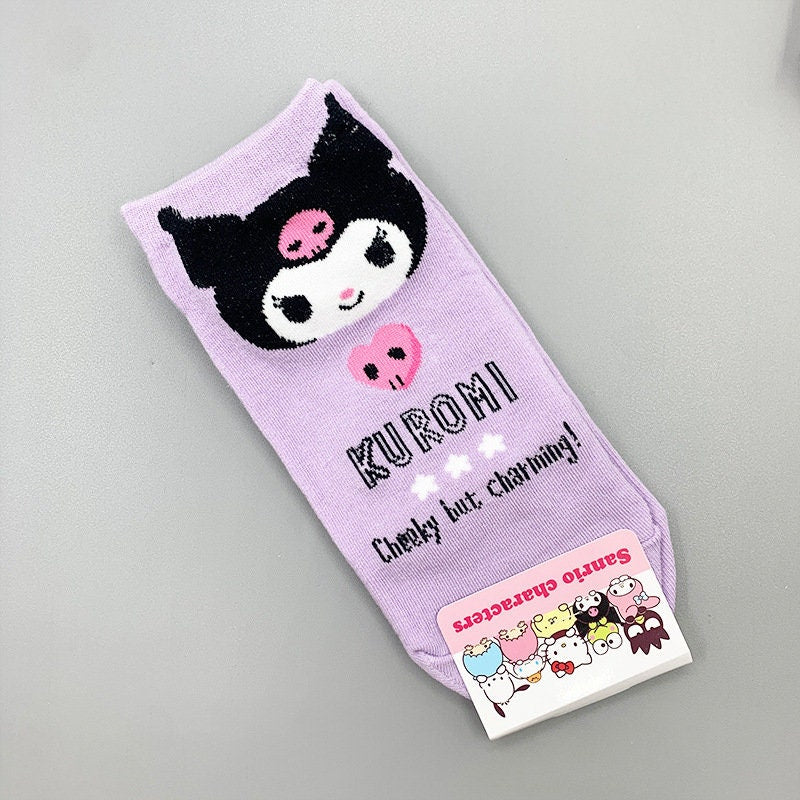 KUROMI
Cheeky but charming!
Sanrio characters